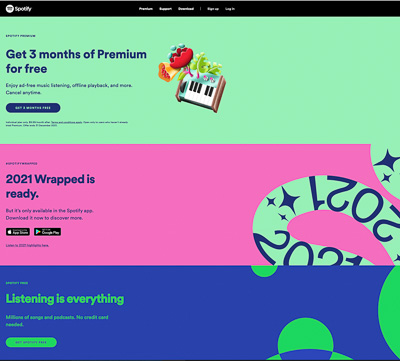 Spotify
Premium Support Download | Sign up Log in
SPOTIFY PREMIUM
Get 3 months of Premium
for free
Enjoy ad-free music listening, offline playback, and more.
Cancel anytime.
GET 3 MONTHS FREE
SPOTIFY WRAPPED
2021 Wrapped is
ready.
But it's only available in the Spotify app.
Download it now to discover more.
App Store
Google Play
Listen to 2021 highlights here.
2021
202
SPOTIFY FREE
Listening is everything
Millions of songs and podcasts. No credit card
needed.
GET SPOTIFY FREE